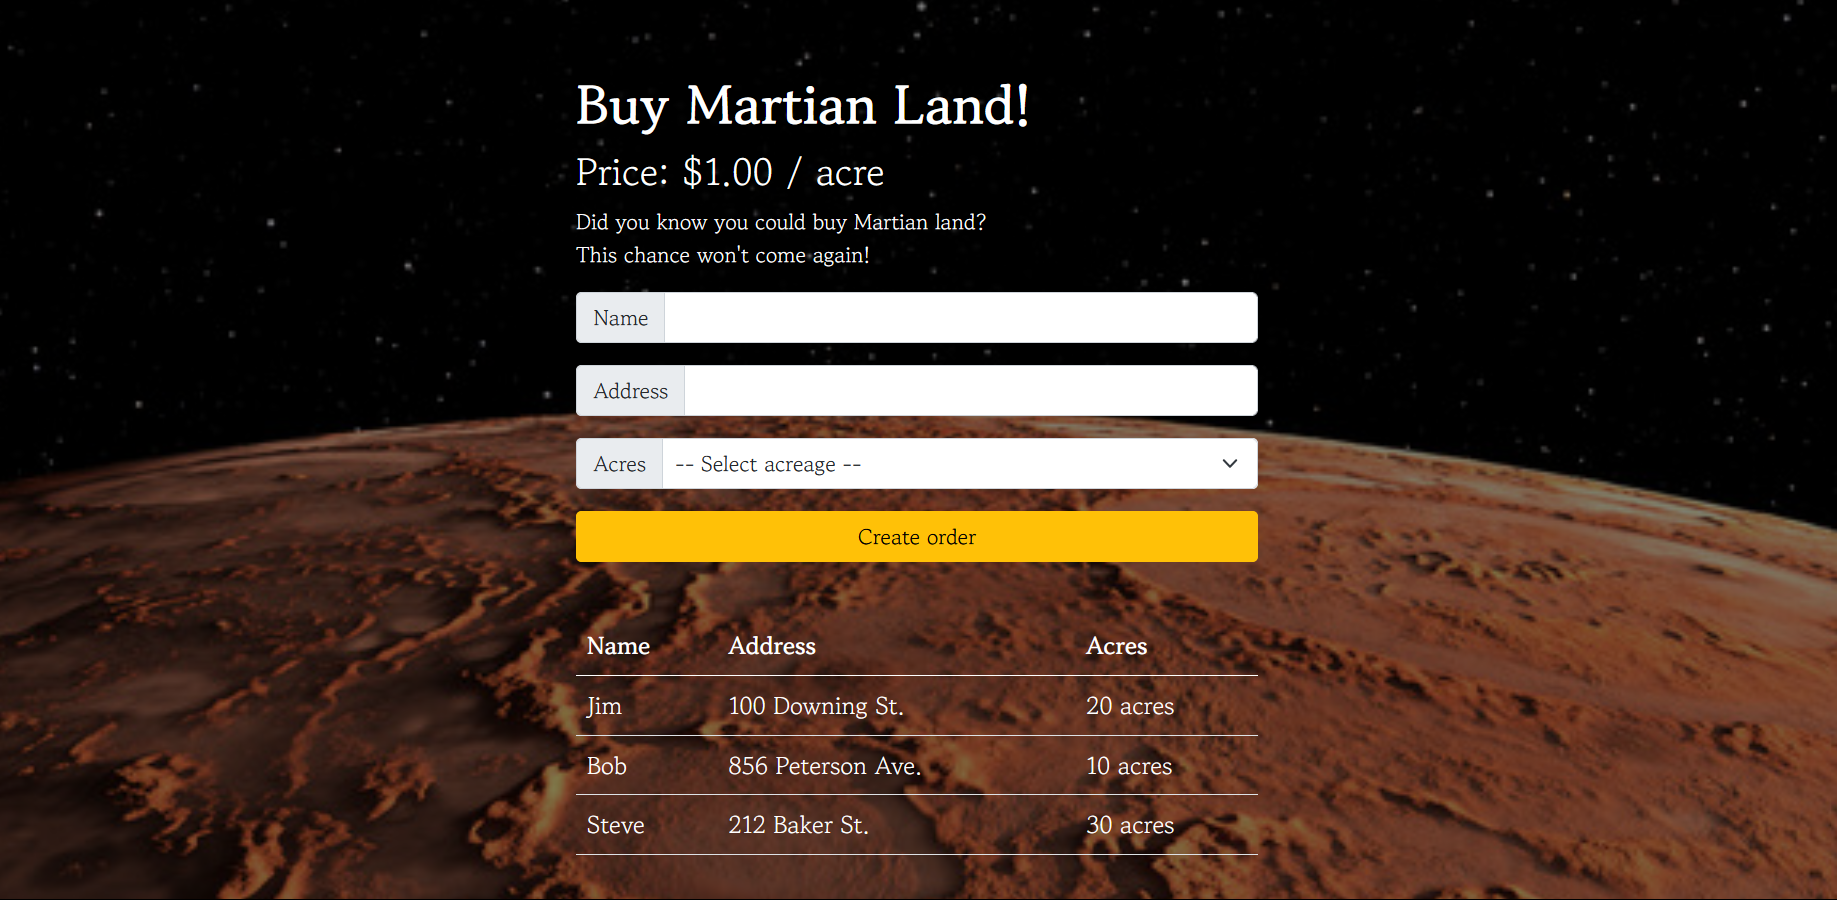 Buy Martian Land!
Price: $1.00 / acre
Did you know you could buy Martian land?
This chance won't come again!
Name
Address
Acres -- Select acreage --
Create order
Name Address Acres
Jim 100 Downing St. 20 acres
Bob 856 Peterson Ave. 10 acres
Steve 212 Baker St. 30 acres